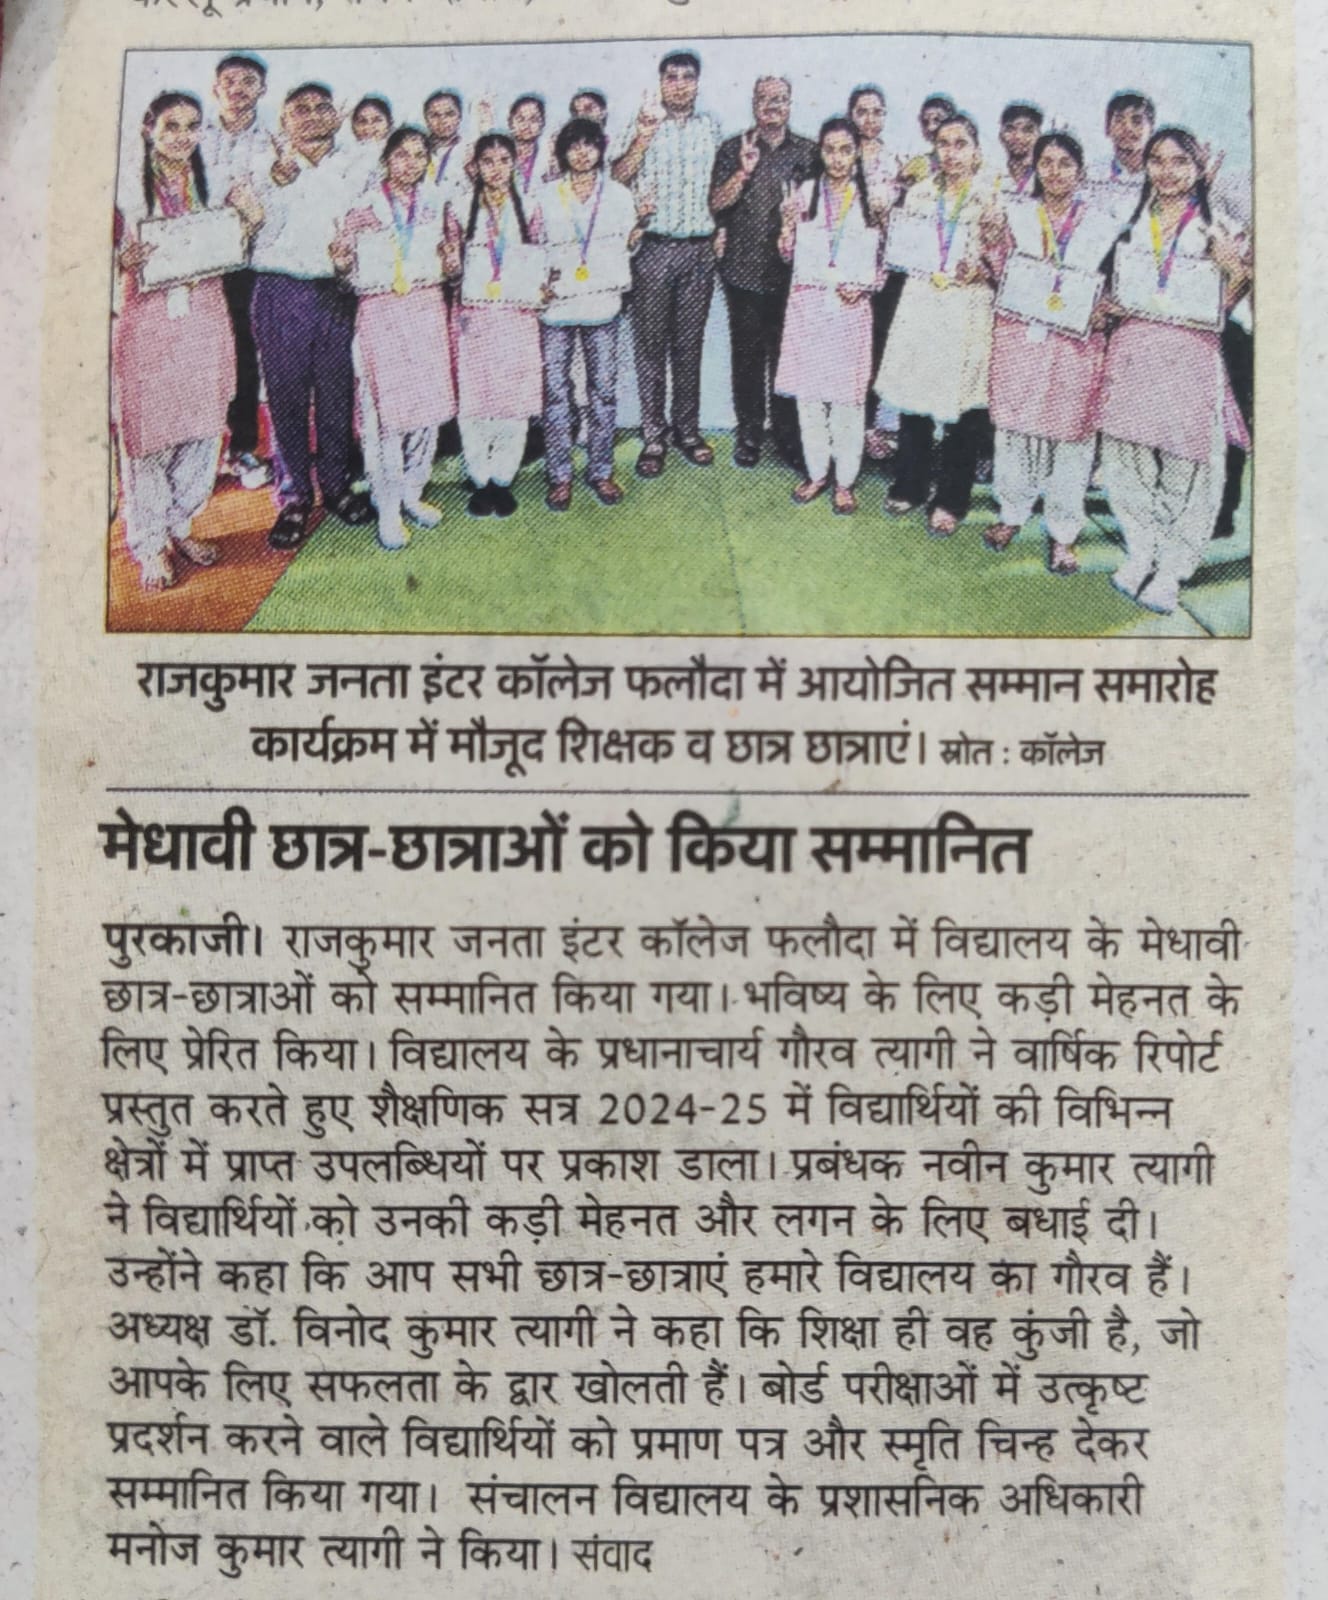 राजकुमार जनता इंटर कॉलेज फलौदा में आयोजित सम्मान समारोह
कार्यक्रम में मौजूद शिक्षक व छात्र छात्राएं। स्रोत : कॉलेज
मेधावी छात्र-छात्राओं को किया सम्मानित
पुरकाजी। राजकुमार जनता इंटर कॉलेज फलौदा में विद्यालय के मेधावी
छात्र-छात्राओं को सम्मानित किया गया। भविष्य के लिए कड़ी मेहनत के
लिए प्रेरित किया। विद्यालय के प्रधानाचार्य गौरव त्यागी ने वार्षिक रिपोर्ट
प्रस्तुत करते हुए शैक्षणिक सत्र 2024-25 में विद्यार्थियों की विभिन्न
क्षेत्रों में प्राप्त उपलब्धियों पर प्रकाश डाला। प्रबंधक नवीन कुमार त्यागी
ने विद्यार्थियों को उनकी कड़ी मेहनत और लगन के लिए बधाई दी।
उन्होंने कहा कि आप सभी छात्र-छात्राएं हमारे विद्यालय का गौरव हैं।
अध्यक्ष डॉ. विनोद कुमार त्यागी ने कहा कि शिक्षा ही वह कुंजी है, जो
आपके लिए सफलता के द्वार खोलती हैं। बोर्ड परीक्षाओं में उत्कृष्ट
प्रदर्शन करने वाले विद्यार्थियों को प्रमाण पत्र और स्मृति चिन्ह देकर
सम्मानित किया गया। संचालन विद्यालय के प्रशासनिक अधिकारी
मनोज कुमार त्यागी ने किया। संवाद